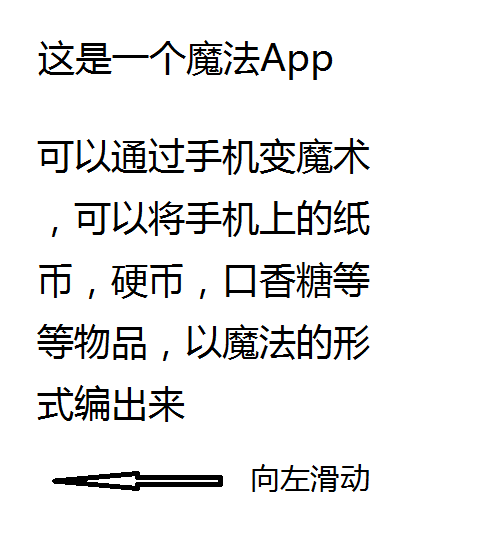 这是一个魔法App
可以通过手机变魔术
，可以将手机上的纸
币，硬币，口香糖等
等物品，以魔法的形
式编出来
向左滑动